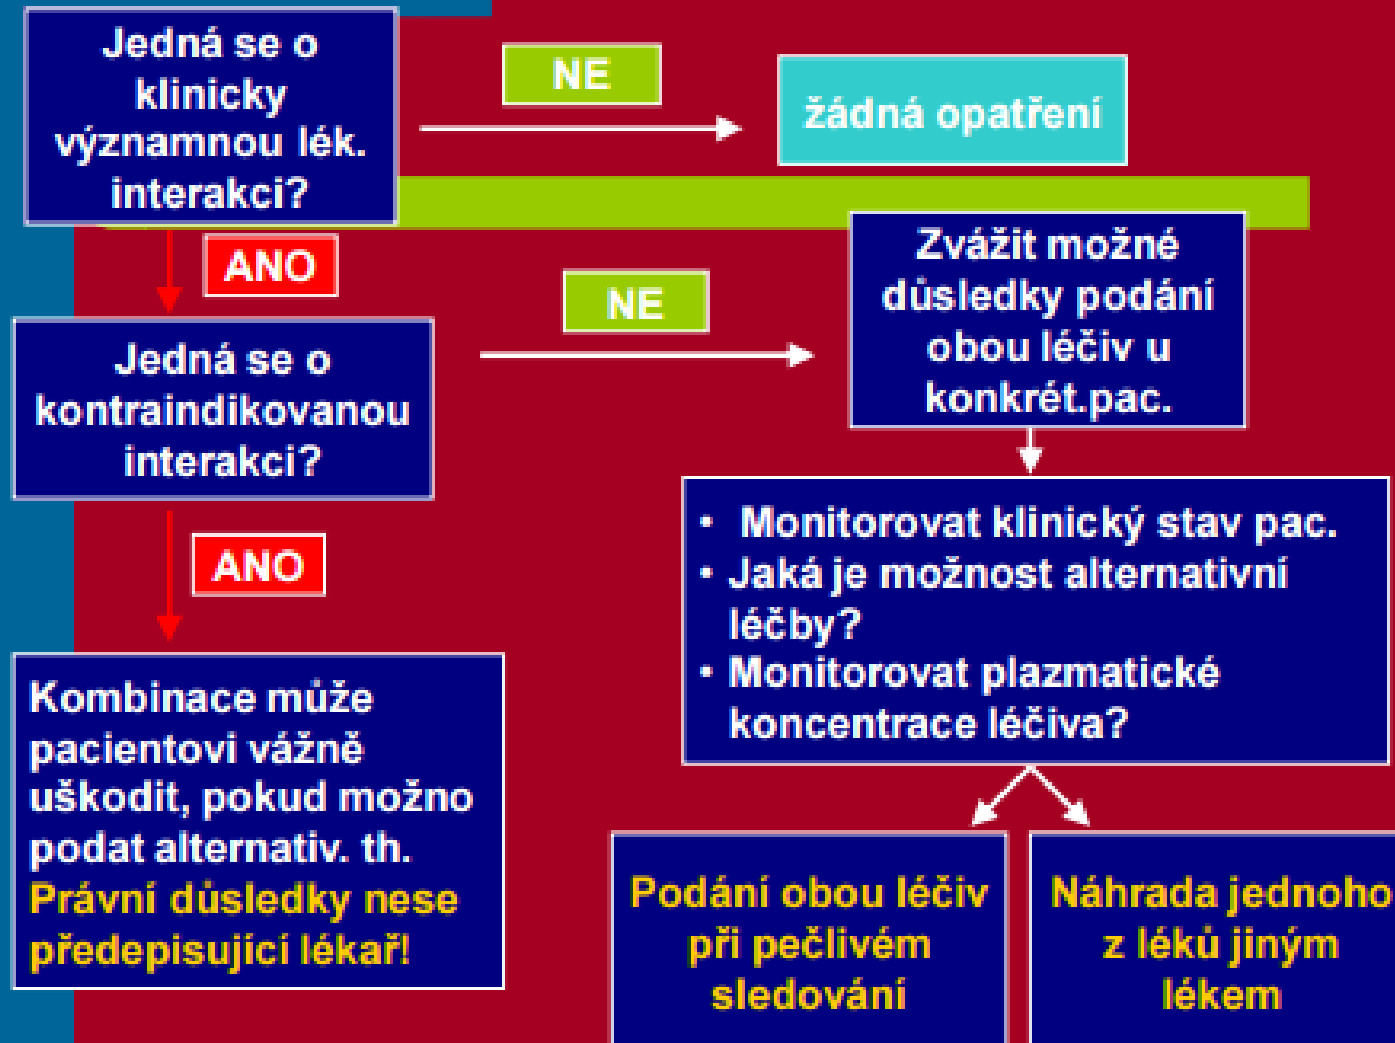 Jedná se o
klinicky
významnou lék.
interakci?
NE
žádná opatření
ANO
Jedná se o
kontraindikovanou
interakci?
NE
Zvážit možné
důsledky podání
obou léčiv u
konkrét.pac.
ANO
Kombinace může
pacientovi vážně
uškodit, pokud možno
podat alternativ. th.
Právní důsledky nese
předepisující lékař!
• Monitorovat klinický stav pac.
• Jaká je možnost alternativní
léčby?
• Monitorovat plazmatické
koncentrace léčiva?
Podání obou léčiv
při pečlivém
sledování
Náhrada jednoho
z léků jiným
lékem